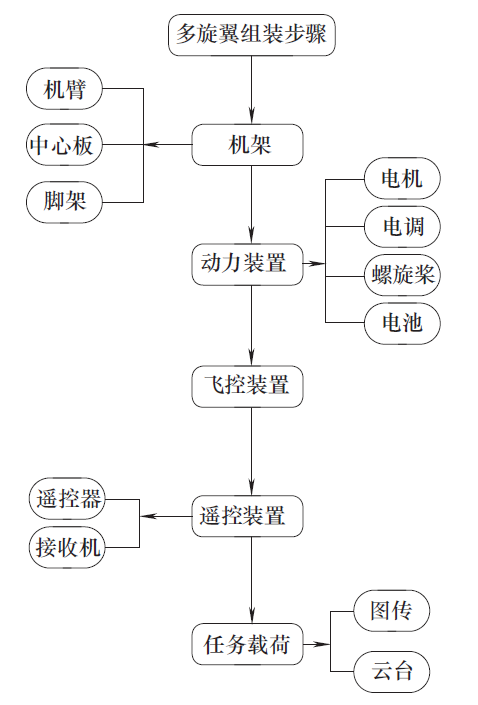 多旋翼组装步骤
机臂
中心板
脚架
机架
电机
电调
螺旋桨
电池
动力装置
飞控装置
遥控器
接收机
遥控装置
图传
云台
任务载荷